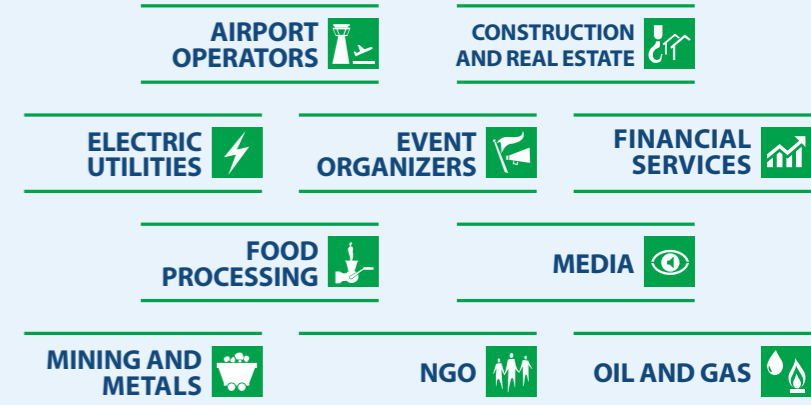 AIRPORT
OPERATORS
CONSTRUCTION
AND REAL ESTATE
ELECTRIC
UTILITIES
EVENT
ORGANIZERS
FINANCIAL
SERVICES
FOOD
PROCESSING
MEDIA
MINING AND
METALS
NGO
OIL AND GAS